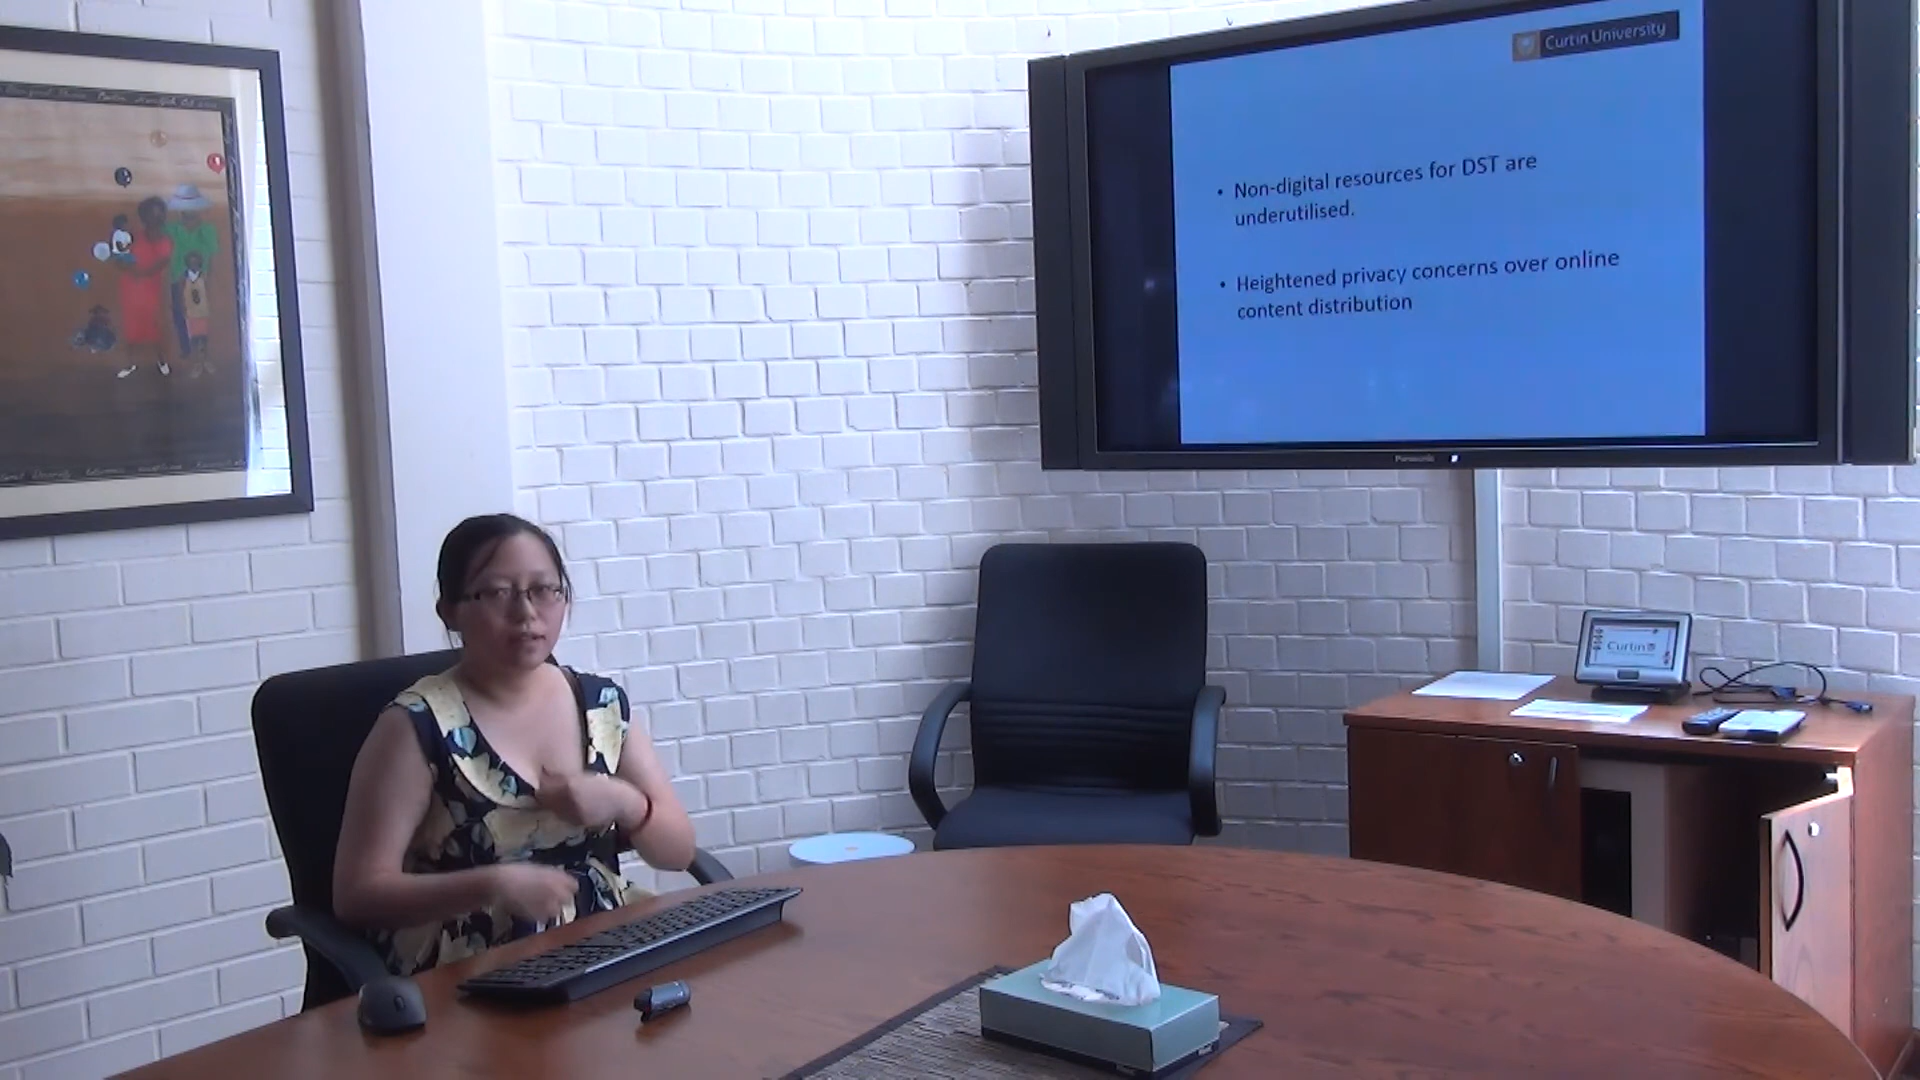 Curtin University
• Non-digital resources for DST are
underutilised.
• Heightened privacy concerns over online
content distribution
Panasonic
Curtin